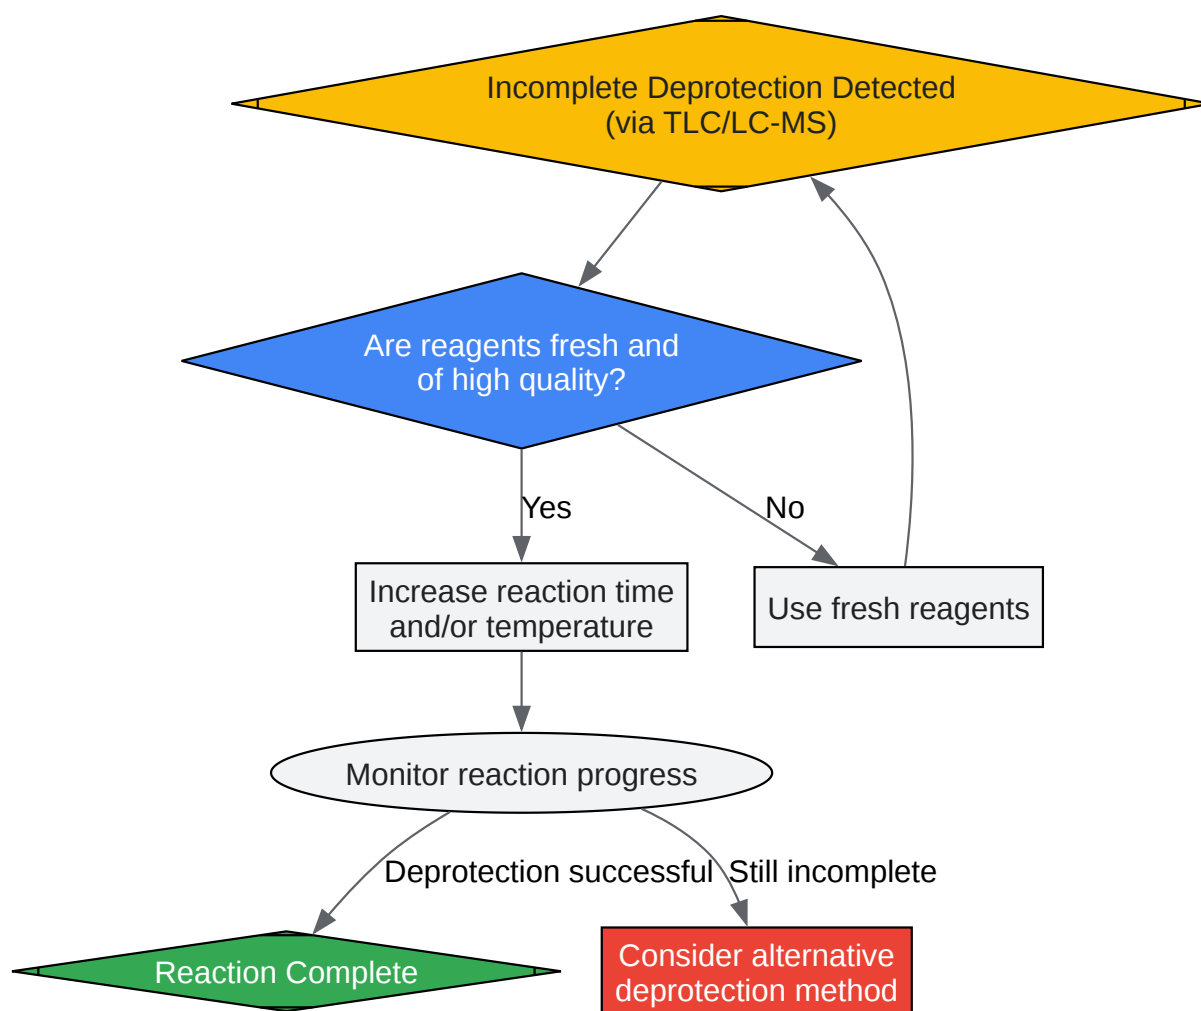 Incomplete Deprotection Detected
(via TLC/LC-MS)
Are reagents fresh and
of high quality?
Yes
No
Increase reaction time
and/or temperature
Use fresh reagents
Monitor reaction progress
Deprotection successful
Still incomplete
Reaction Complete
Consider alternative
deprotection method